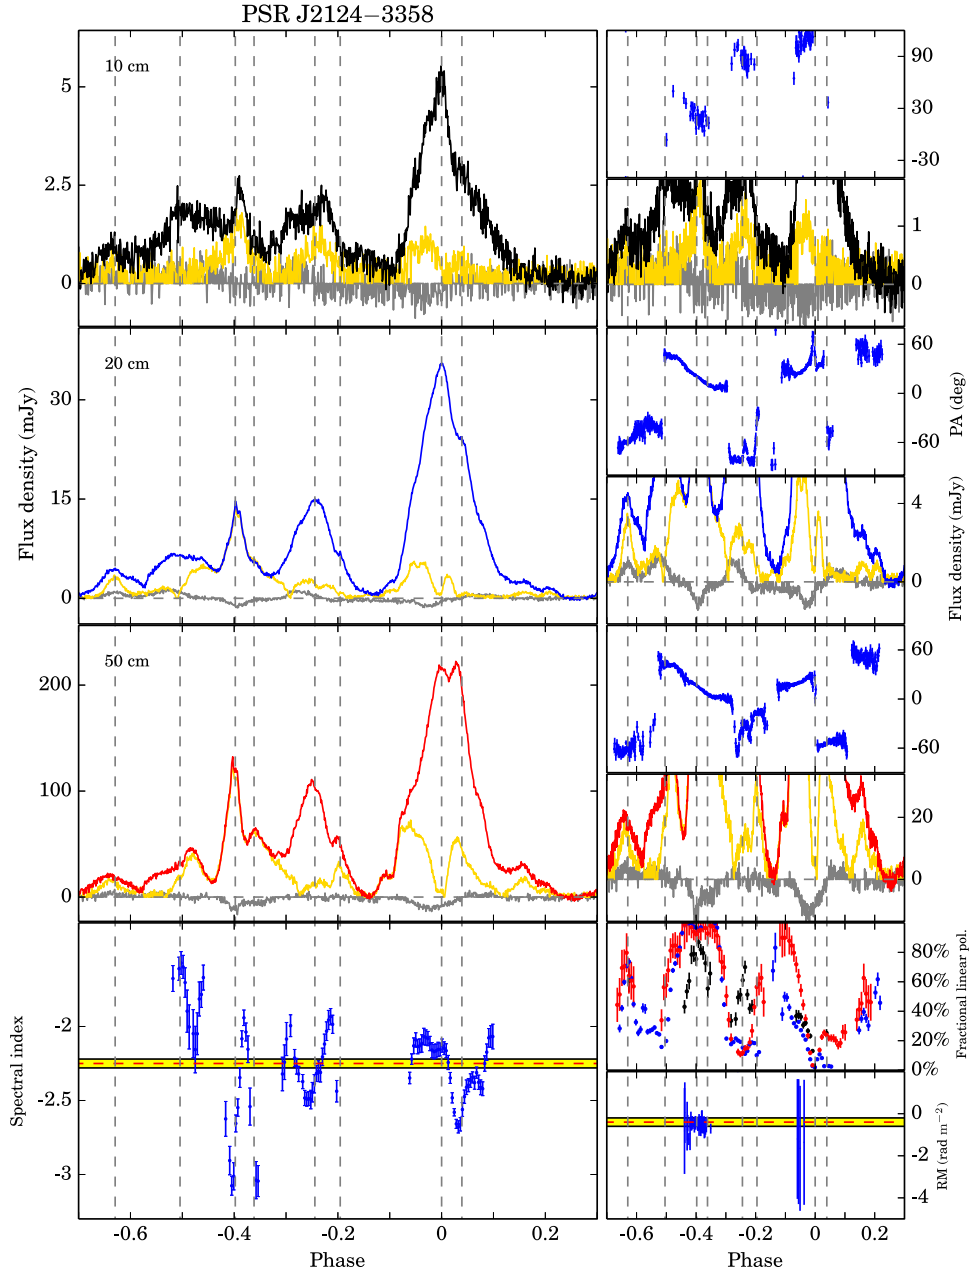 PSR J2124−3358
10 cm
5
2.5
0
90
30
-30
1
0
20 cm
30
15
0
Flux density (mJy)
60
0
-60
PA (deg)
4
0
Flux density (mJy)
50 cm
200
100
0
60
0
-60
20
0
-2
-2.5
-3
Spectral index
80%
60%
40%
20%
0%
Fractional linear pol.
0
-2
-4
RM (rad m−2)
-0.6 -0.4 -0.2 0 0.2
Phase
-0.6 -0.4 -0.2 0 0.2
Phase